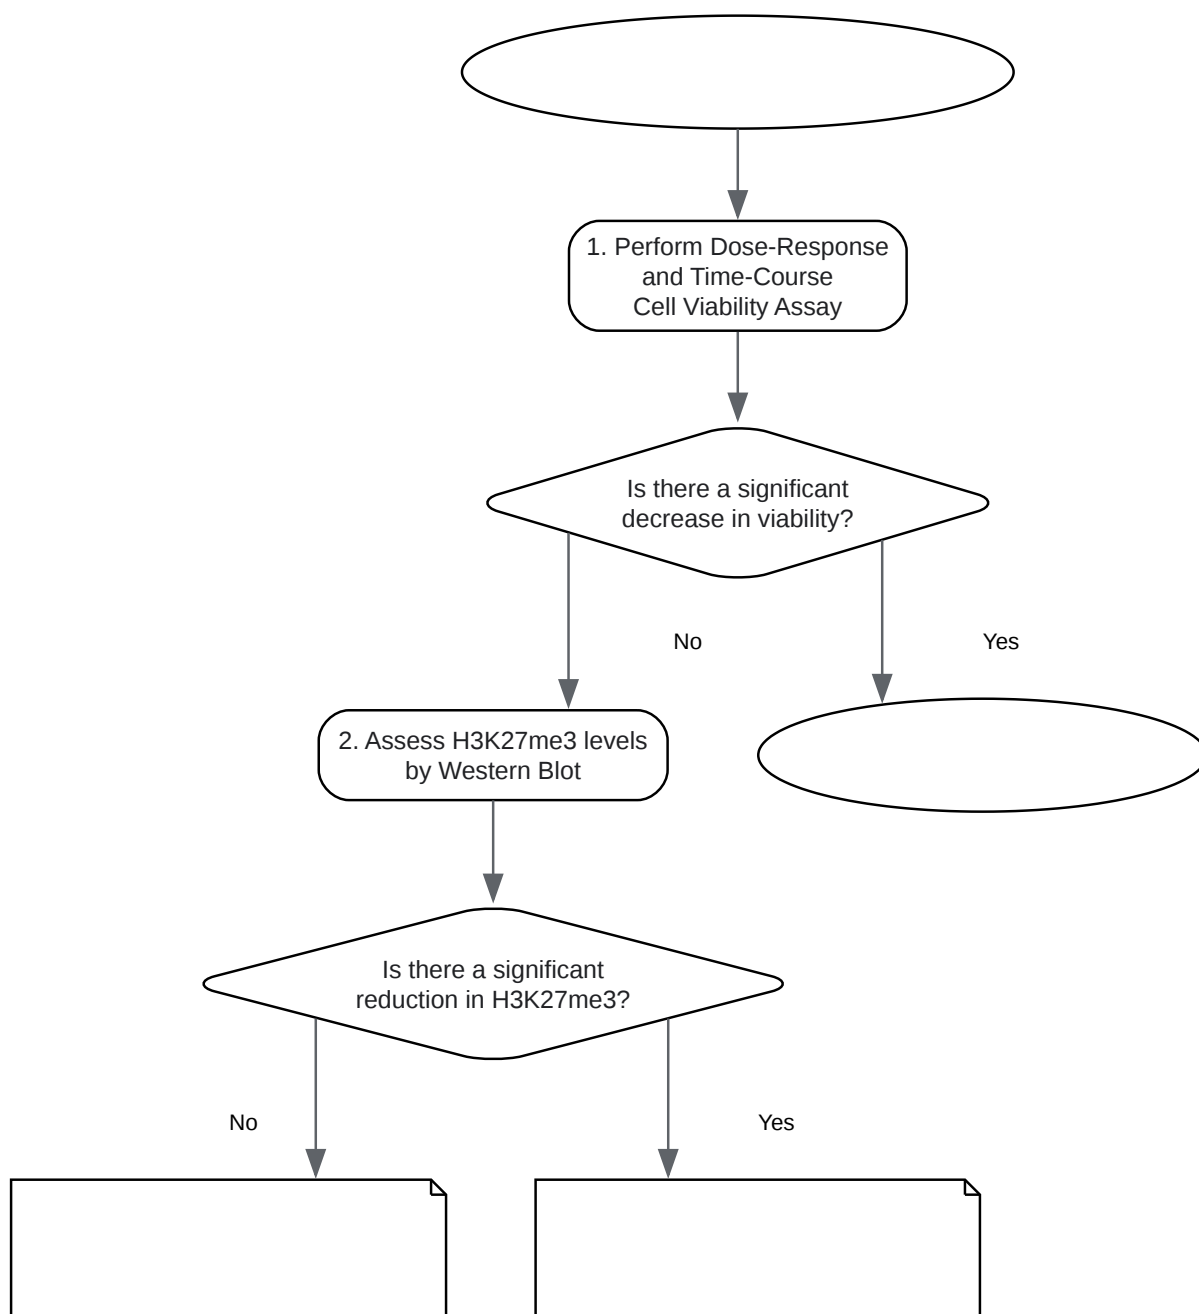 1. Perform Dose-Response
and Time-Course
Cell Viability Assay
Is there a significant
decrease in viability?
No
Yes
2. Assess H3K27me3 levels
by Western Blot
Is there a significant
reduction in H3K27me3?
No
Yes